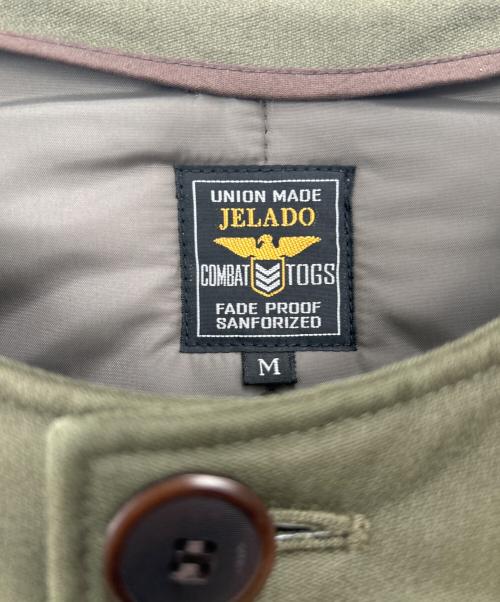 UNION MADE
JELADO
COMBAT TOGS
FADE PROOF
SANFORIZED
M